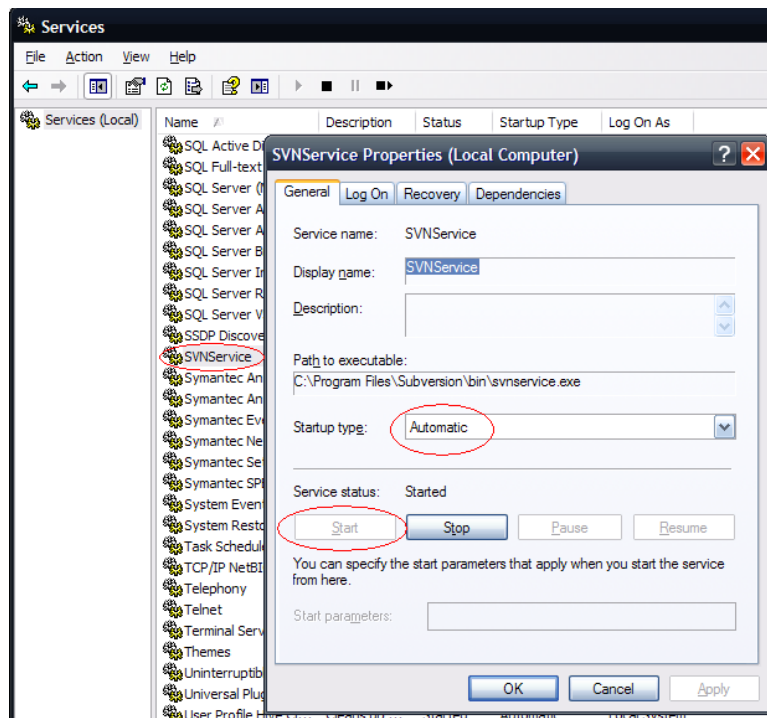 Services
File Action View Help
Services (Local)
Name Description Status Startup Type Log On As
SQL Active Di
SQL Full-text
SQL Server (
SQL Server A
SQL Server A
SQL Server B
SQL Server In
SQL Server R
SQL Server V
SSDP Discove
SVNService
Symantec An
Symantec An
Symantec Eve
Symantec Ne
Symantec Set
Symantec SPB
System Event
System Resto
Task Schedule
TCP/IP NetBI
Telephony
Telnet
Terminal Serv
Themes
Uninterruptib
Universal Plug
SVNService Properties (Local Computer)
General Log On Recovery Dependencies
Service name: SVNService
Display name: SVNService
Description:
Path to executable:
C:\Program Files\Subversion\bin\svnservice.exe
Startup type: Automatic
Service status: Started
Start Stop Pause Resume
You can specify the start parameters that apply when you start the service
from here.
Start parameters:
OK Cancel Apply